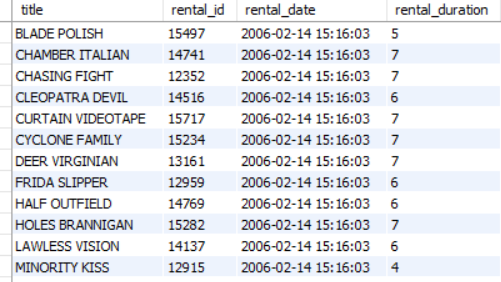 title rental_id rental_date rental_duration
BLADE POLISH 15497 2006-02-14 15:16:03 5
CHAMBER ITALIAN 14741 2006-02-14 15:16:03 7
CHASING FIGHT 12352 2006-02-14 15:16:03 7
CLEOPATRA DEVIL 14516 2006-02-14 15:16:03 6
CURTAIN VIDEOTAPE 15717 2006-02-14 15:16:03 7
CYCLONE FAMILY 15234 2006-02-14 15:16:03 7
DEER VIRGINIAN 13161 2006-02-14 15:16:03 7
FRIDA SLIPPER 12959 2006-02-14 15:16:03 6
HALF OUTFIELD 14769 2006-02-14 15:16:03 6
HOLES BRANNIGAN 15282 2006-02-14 15:16:03 7
LAWLESS VISION 14137 2006-02-14 15:16:03 6
MINORITY KISS 12915 2006-02-14 15:16:03 4